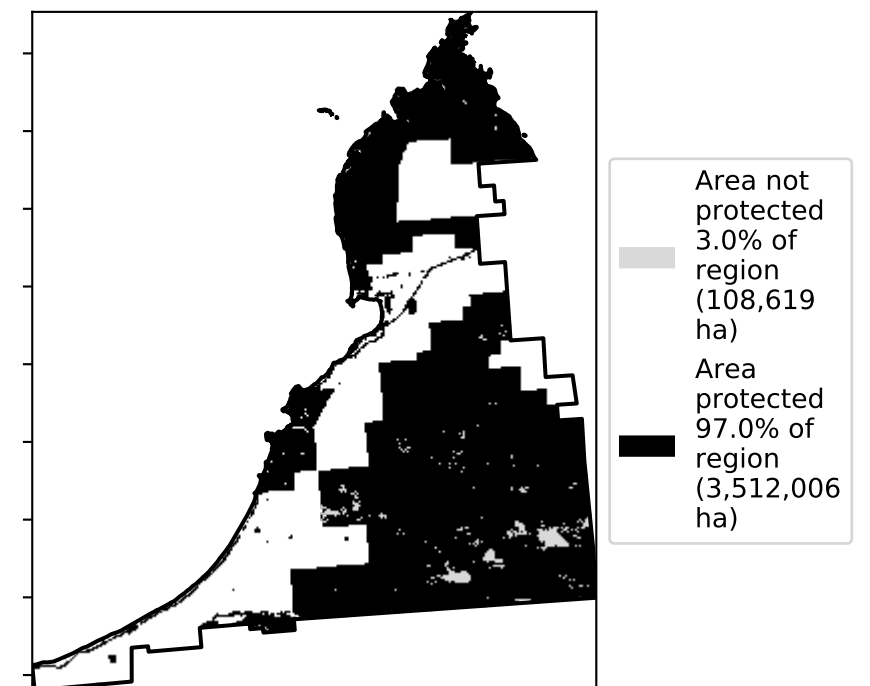 Area not
protected
3.0% of
region
(108,619
ha)
Area
protected
97.0% of
region
(3,512,006
ha)